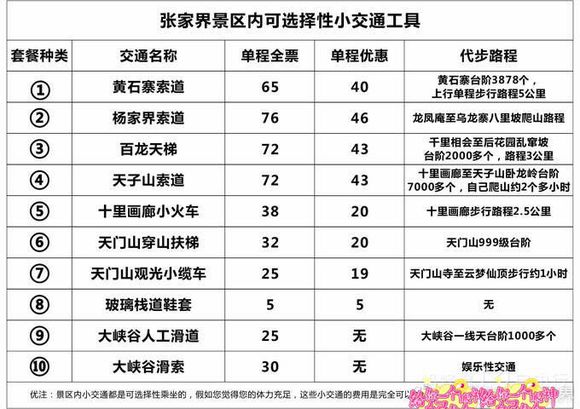 张家界景区内可选择性小交通工具
套餐种类 交通名称 单程全票 单程优惠 代步路程
① 黄石寨索道 65 40 黄石寨台阶3878个，
上行单程步行路程5公里
② 杨家界索道 76 46 龙凤庵至乌龙寨八里坡爬山路程
③ 百龙天梯 72 43 千里相会至后花园乱窜坡
台阶2000多个，路程3公里
④ 天子山索道 72 43 十里画廊至天子山卧龙岭台阶
7000多个，自己爬山约2个多小时
⑤ 十里画廊小火车 38 20 十里画廊步行路程2.5公里
⑥ 天门山穿山扶梯 32 20 天门山999级台阶
⑦ 天门山观光小缆车 25 19 天门山寺至云梦仙顶步行约1小时
⑧ 玻璃栈道鞋套 5 5 无
⑨ 大峡谷人工滑道 25 无 大峡谷一线天台阶1000多个
⑩ 大峡谷滑索 30 无 娱乐性交通
优注：景区内小交通都是可选择性乘坐的，假如您觉得您的体力充足，这些小交通的费用是完全可以